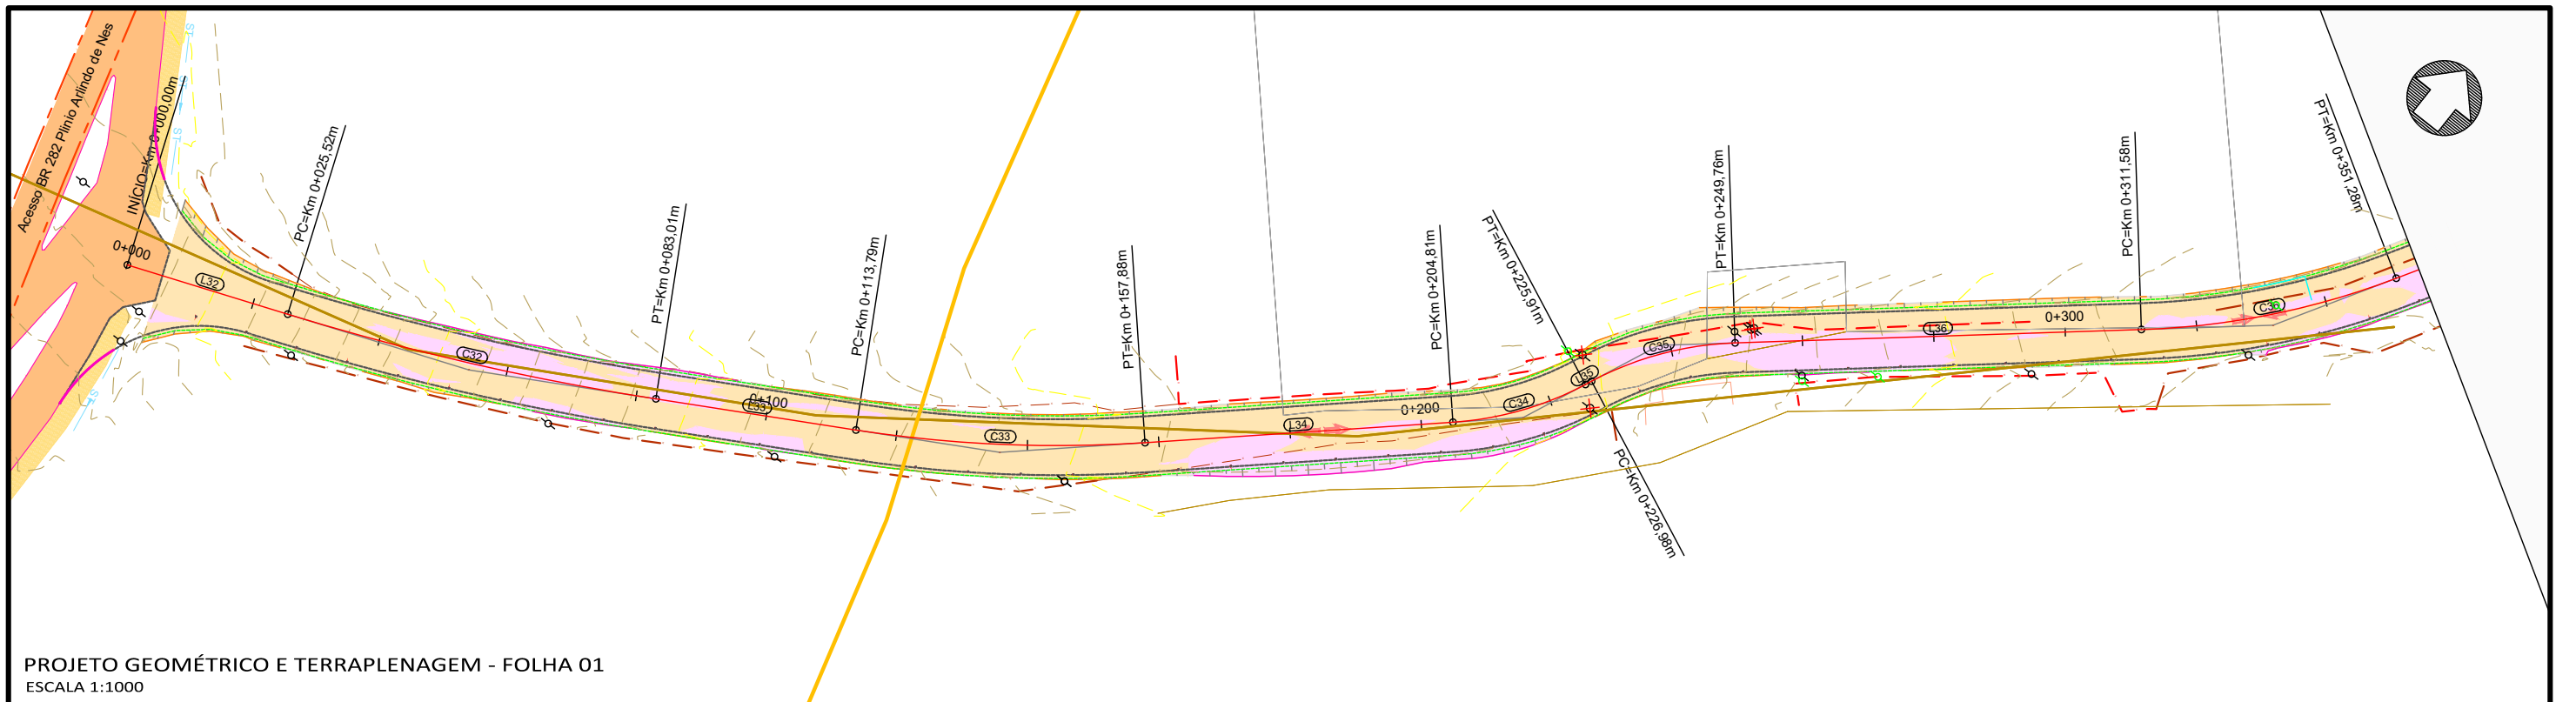 Acesso BR 282 Plinio Arlindo de Nes
INÍCIO=Km 0+000,00m
0+000
ST
ST
ST
L32
PC=Km 0+025,52m
C32
PT=Km 0+083,01m
L33
0+100
PC=Km 0+113,79m
C33
PT=Km 0+157,88m
L34
0+200
PC=Km 0+204,81m
C34
PT=Km 0+225,91m
L35
PC=Km 0+226,98m
C35
PT=Km 0+249,76m
L36
0+300
PC=Km 0+311,58m
C36
PT=Km 0+351,28m
PROJETO GEOMÉTRICO E TERRAPLENAGEM - FOLHA 01
ESCALA 1:1000